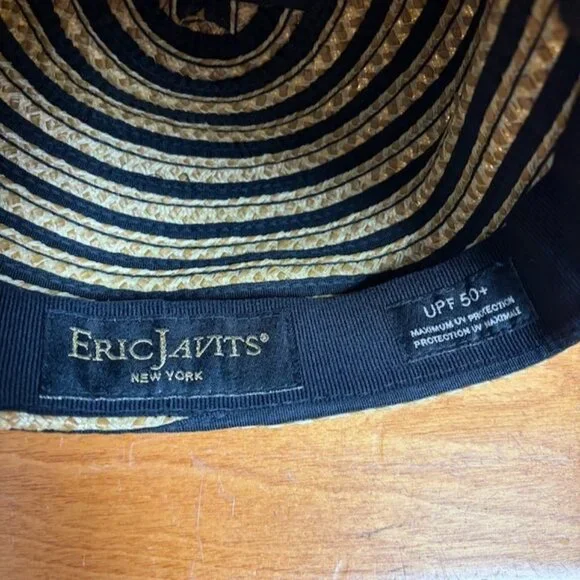 ERIC JAVITS®
NEW YORK
UPF 50+
MAXIMUM UV PROTECTION
PROTECTION UV MAXIMALE